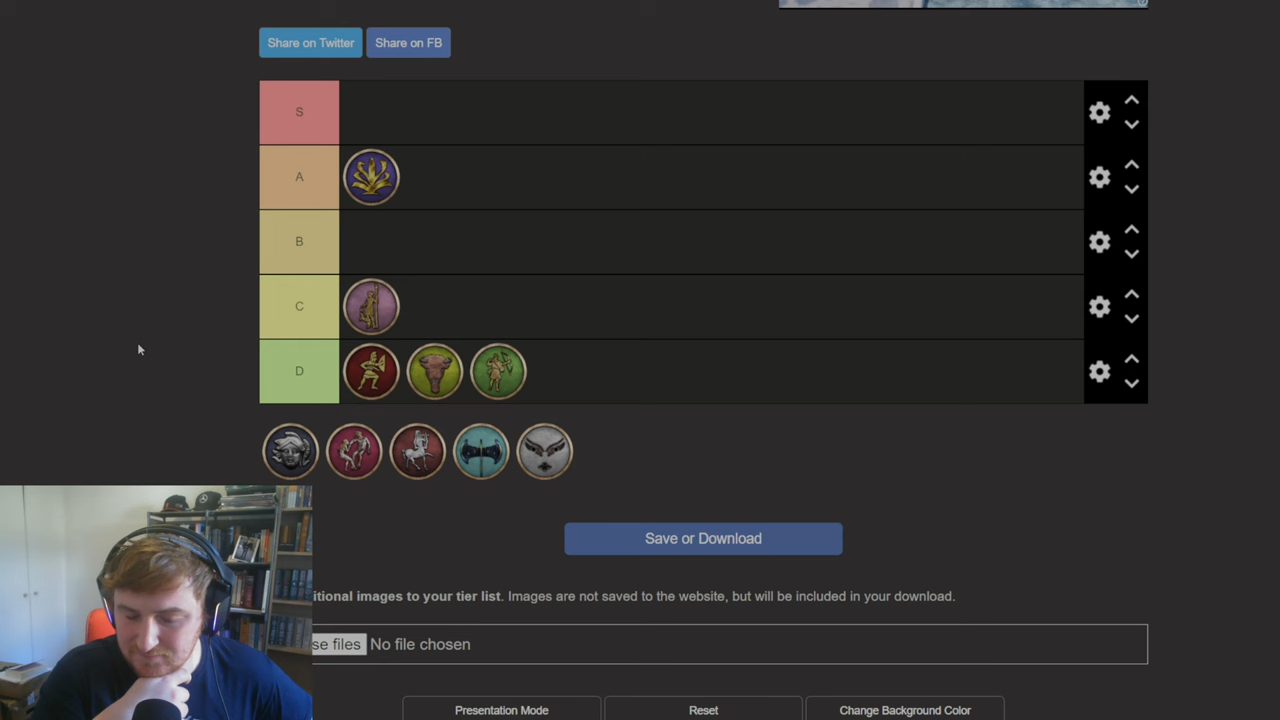 Share on Twitter Share on FB
S
A
B
C
D
Save or Download
itional images to your tier list. Images are not saved to the website, but will be included in your download.
se files No file chosen
Presentation Mode Reset Change Background Color